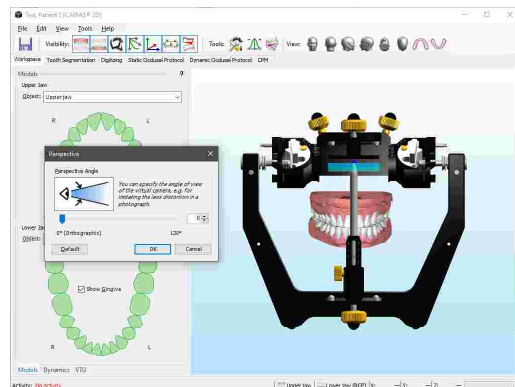 Test, Patient 1 [CADIAX® 3D]
File Edit View Tools Help
Visibility: Tools: View:
Workspace Tooth Segmentation Digitizing Static Occlusal Protocol Dynamic Occlusal Protocol CPM
Models
Upper Jaw
Object: Upper jaw
R L
Perspective
Perspective Angle
You can specify the angle of view
of the virtual camera, e.g. for
imitating the lens distortion in a
photograph.
0
0° (Orthographic) 120°
Default OK Cancel
Lower Jaw
Object:
Show Gingiva
R L
Models Dynamics VTO
Activity: No activity
Upper Jaw Lower Jaw (RCP) X: Y: Z: